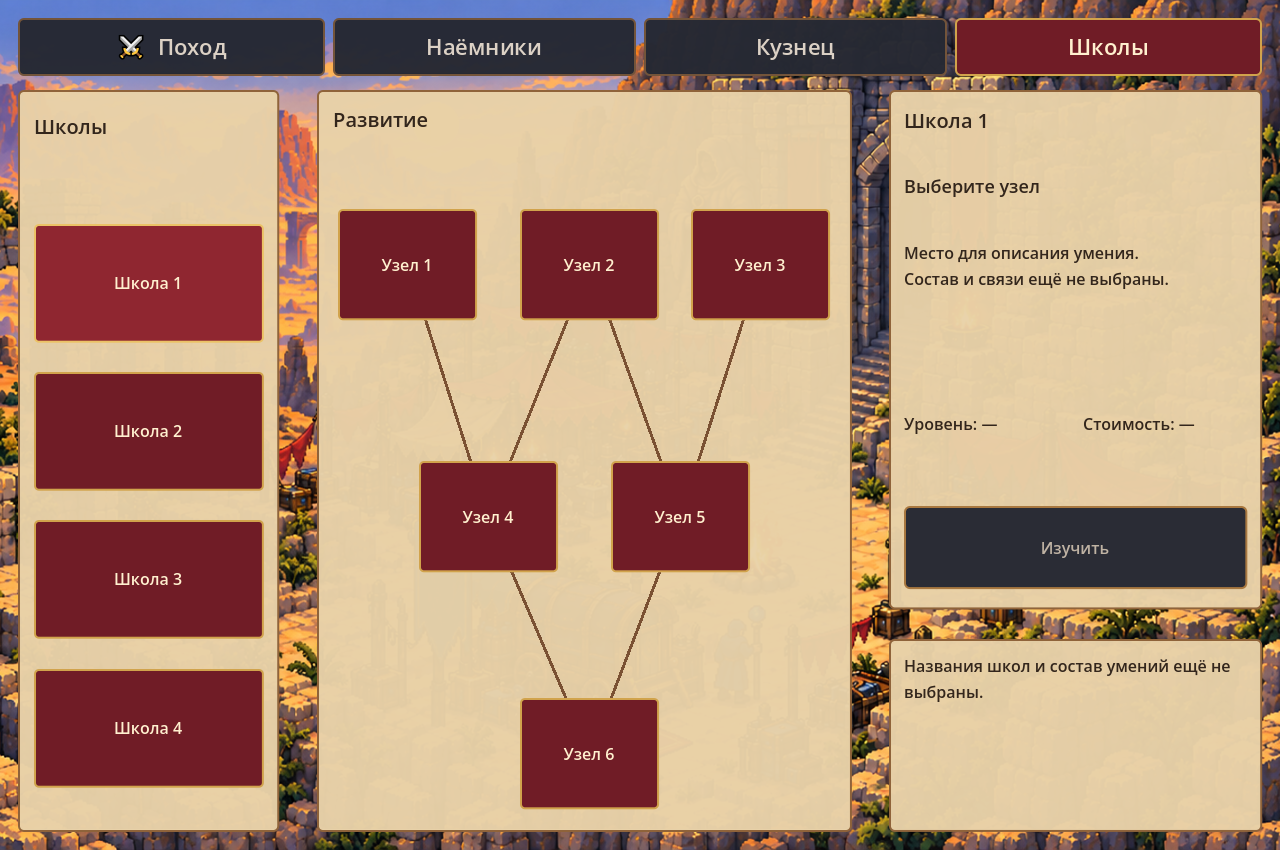 Поход
Наёмники
Кузнец
Школы
Школы
Школа 1
Школа 2
Школа 3
Школа 4
Развитие
Узел 1
Узел 2
Узел 3
Узел 4
Узел 5
Узел 6
Школа 1
Выберите узел
Место для описания умения.
Состав и связи ещё не выбраны.
Уровень: —
Стоимость: —
Изучить
Названия школ и состав умений ещё не
выбраны.